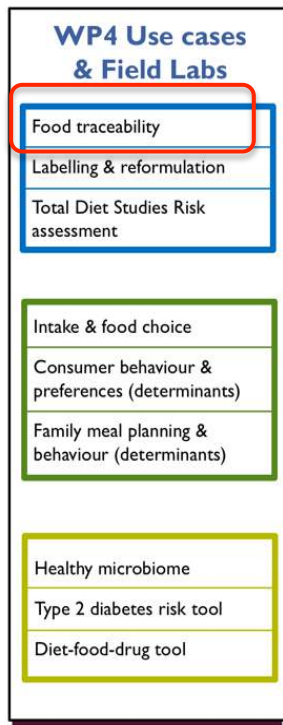 WP4 Use cases
& Field Labs
Food traceability
Labelling & reformulation
Total Diet Studies Risk
assessment
Intake & food choice
Consumer behaviour &
preferences (determinants)
Family meal planning &
behaviour (determinants)
Healthy microbiome
Type 2 diabetes risk tool
Diet-food-drug tool